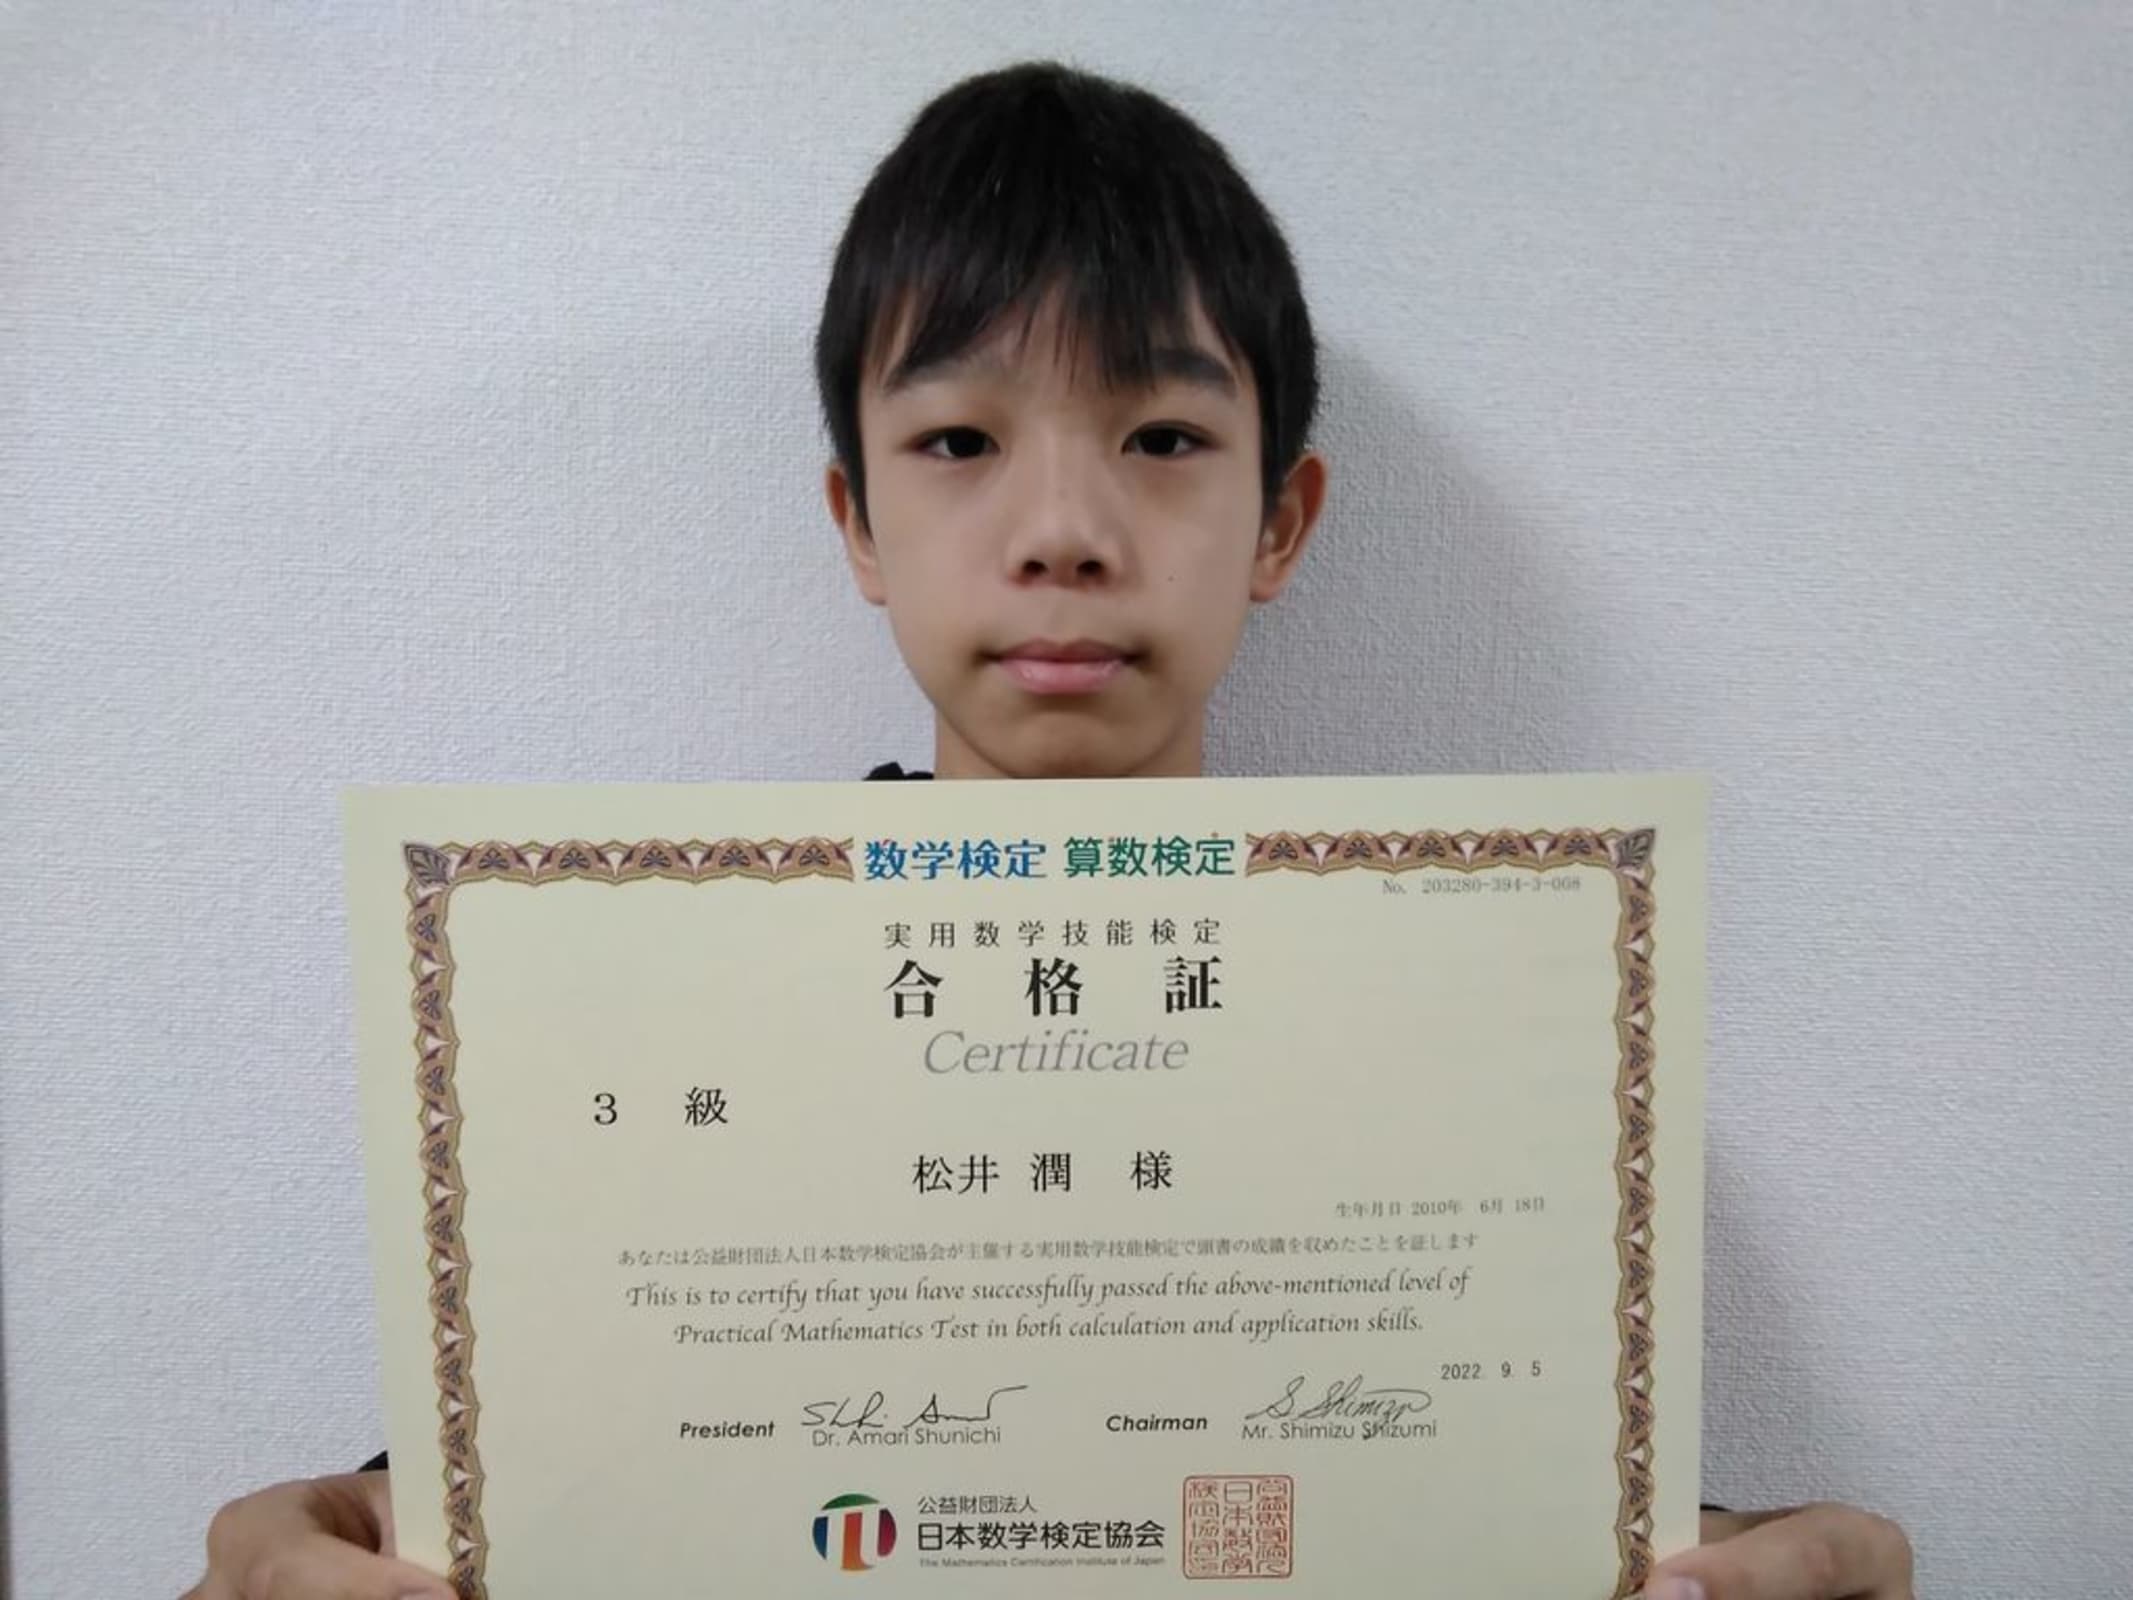 数学検定 算数検定
No. 203280-394-3-008
実用数学技能検定
合格証
Certificate
3 級
松井 潤 様
生年月日 2010年 6月 18日
あなたは公益財団法人日本数学検定協会が主催する実用数学技能検定で頭書の成績を収めたことを証します
This is to certify that you have successfully passed the above-mentioned level of
Practical Mathematics Test in both calculation and application skills.
2022. 9. 5
President Dr. Amari Shunichi
Chairman Mr. Shimizu Shizumi
公益財団法人
日本数学検定協会
The Mathematics Certification Institute of Japan